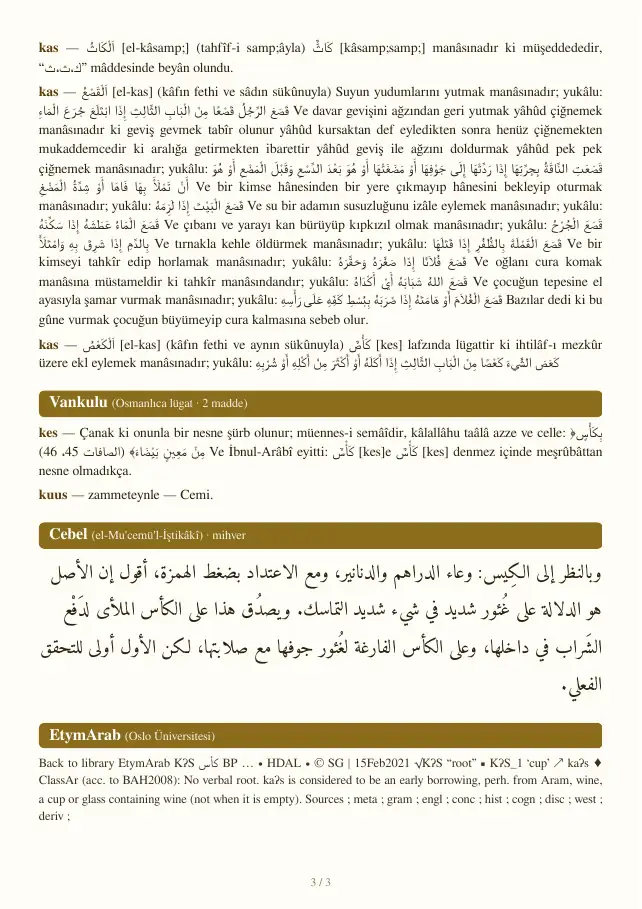 kas — اَلْكَاثُ [el-kâsamp;] (tahfîf-i samp;âyla) كَاثٌّ [kâsamp;samp;] manâsınadır ki müşeddededir,
“ك،ث،ث” mâddesinde beyân olundu.
kas — اَلْقَصْعُ [el-kas] (kâfın fethi ve sâdın sükûnuyla) Suyun yudumlarını yutmak manâsınadır; yukâlu:
قَصَعَ الرَّجُلُ قَصْعًا مِنَ الْبَابِ الثَّالِثِ إِذَا ابْتَلَعَ جُرَعَ الْمَاءِ Ve davar gevişini ağzından geri yutmak yâhûd çiğnemek
manâsınadır ki geviş gevmek tabîr olunur yâhûd kursaktan def eyledikten sonra henüz çiğnemekten
mukaddemcedir ki aralığa getirmekten ibarettir yâhûd geviş ile ağzını doldurmak yâhûd pek pek
çiğnemek manâsınadır; yukâlu: قَصَعَتِ النَّاقَةُ بِجِرَّتِهَا إِذَا رَدَّتْهَا إِلَى جَوْفِهَا أَوْ مَضَغَتْهَا أَوْ هُوَ بَعْدَ الدَّسْعِ وَقَبْلَ الْمَضْغِ أَوْ هُوَ
أَنْ تَمْلَأَ بِهَا فَاهَا أَوْ شِدَّةُ الْمَضْغِ Ve bir kimse hânesinden bir yere çıkmayıp hânesini bekleyip oturmak
manâsınadır; yukâlu: قَصَعَ الْبَيْتَ إِذَا لَزِمَهُ Ve su bir adamın susuzluğunu izâle eylemek manâsınadır; yukâlu:
قَصَعَ الْمَاءُ عَطَشَهُ إِذَا سَكَّنَهُ Ve çıbanı ve yarayı kan bürüyüp kıpkızıl olmak manâsınadır; yukâlu: قَصَعَ الْجُرْحُ
بِالدَّمِ إِذَا شَرِقَ بِهِ وَامْتَلَأَ Ve tırnakla kehle öldürmek manâsınadır; yukâlu: قَصَعَ الْقَمْلَةَ بِالظُّفْرِ إِذَا قَتَلَهَا Ve bir
kimseyi tahkîr edip horlamak manâsınadır; yukâlu: قَصَعَ فُلَانًا إِذَا صَغَّرَهُ وَحَقَّرَهُ Ve oğlanı cura komak
manâsına müstameldir ki tahkîr manâsındandır; yukâlu: قَصَعَ اللهُ شَبَابَهُ أَيْ أَكْدَاهُ Ve çocuğun tepesine el
ayasıyla şamar vurmak manâsınadır; yukâlu: قَصَعَ الْغُلَامَ أَوْ هَامَتَهُ إِذَا ضَرَبَهُ بِبُسْطِ كَفِّهِ عَلَى رَأْسِهِ Bazılar dedi ki bu
gûne vurmak çocuğun büyümeyip cura kalmasına sebeb olur.
kas — اَلْكَعْصُ [el-kas] (kâfın fethi ve aynın sükûnuyla) كَأْصٌ [kes] lafzında lügattir ki ihtilâf-ı mezkûr
üzere ekl eylemek manâsınadır; yukâlu: كَعَصَ الشَّيْءَ كَعْصًا مِنَ الْبَابِ الثَّالِثِ إِذَا أَكَلَهُ أَوْ أَكْثَرَ مِنْ أَكْلِهِ أَوْ شُرْبِهِ
Vankulu (Osmanlıca lügat · 2 madde)
kes — Çanak ki onunla bir nesne şürb olunur; müennes-i semâîdir, kâlallâhu taâlâ azze ve celle: ﴿بِكَأْسٍ
مِنْ مَعِينٍ بَيْضَاءَ﴾ (الصافات 45، 46) Ve İbnul-Arâbî eyitti: كَأْسٌ [kes]e كَأْسٌ [kes] denmez içinde meşrûbâttan
nesne olmadıkça.
kuus — zammeteynle — Cemi.
Cebel (el-Mu'cemü'l-İştikâkî) · mihver
وبالنظر إلى الكِيس: وعاء الدراهم والدنانير، ومع الاعتداد بضغط الهمزة، أقول إن الأصل
هو الدلالة على غُئور شديد في شيء شديد التماسك. ويصدُق هذا على الكأس الملأى لدَفْع
الشَراب في داخلها، وعلى الكأس الفارغة لغُئور جوفها مع صلابتها، لكن الأول أولى للتحقق
الفعلي.
EtymArab (Oslo Üniversitesi)
Back to library EtymArab KʔS كأس BP … • HDAL • © SG | 15Feb2021 √KʔS “root” ▪ KʔS_1 ‘cup’ ↗ kaʔs ♦
ClassAr (acc. to BAH2008): No verbal root. kaʔs is considered to be an early borrowing, perh. from Aram, wine,
a cup or glass containing wine (not when it is empty). Sources ; meta ; gram ; engl ; conc ; hist ; cogn ; disc ; west ;
deriv ;
3 / 3